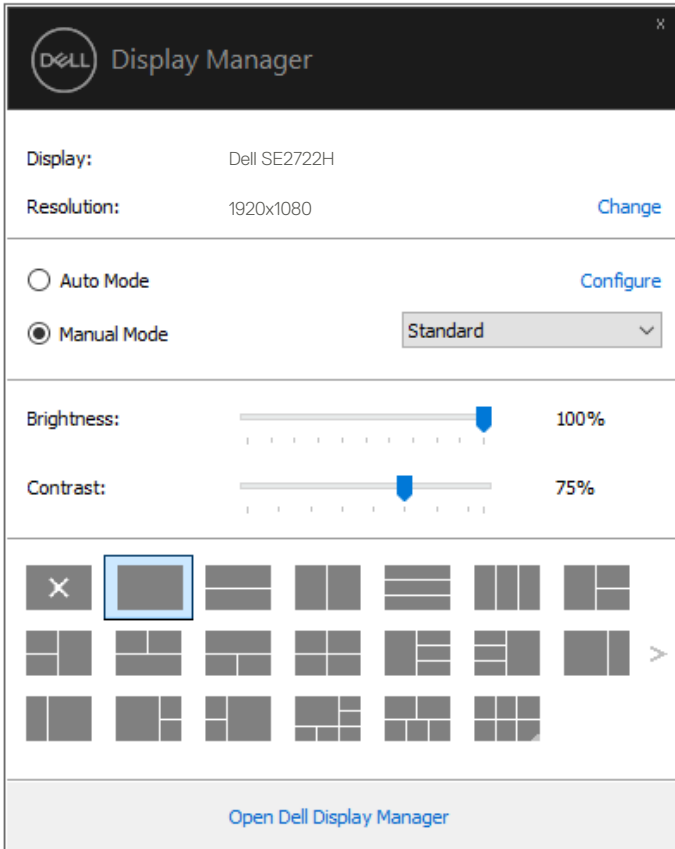 x
DELL Display Manager
Display: Dell SE2722H
Resolution: 1920x1080 Change
Auto Mode Configure
Manual Mode Standard
Brightness: 100%
Contrast: 75%
Open Dell Display Manager